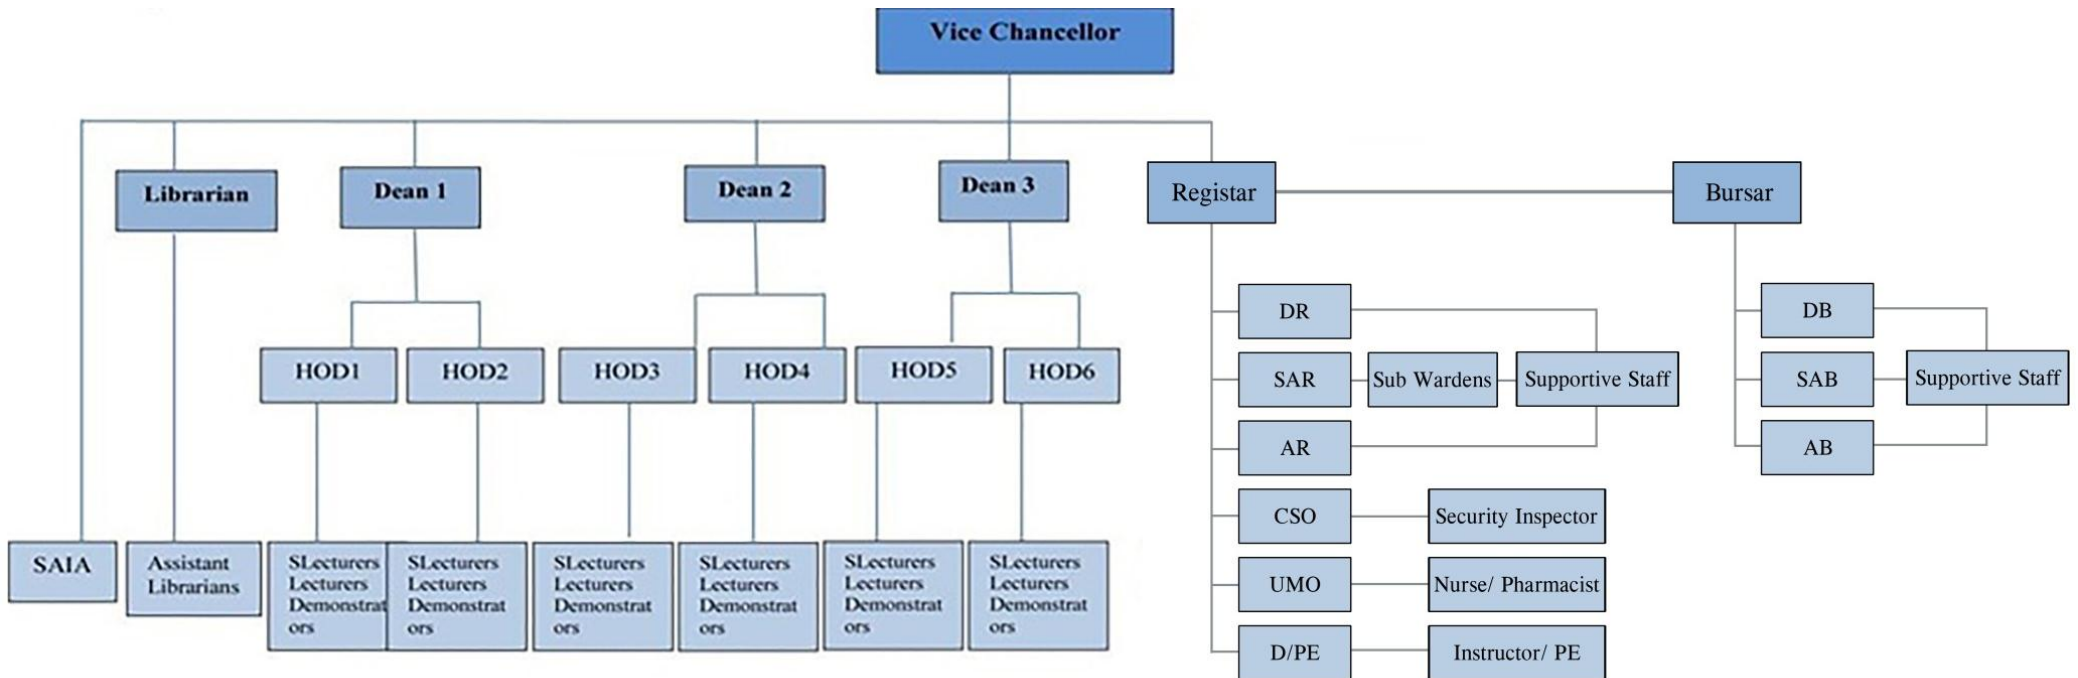 Vice Chancellor
Librarian
Dean 1
Dean 2
Dean 3
Registar
Bursar
HOD1
HOD2
HOD3
HOD4
HOD5
HOD6
SAIA
Assistant
Librarians
SLecturers
Lecturers
Demonstrat
ors
SLecturers
Lecturers
Demonstrat
ors
SLecturers
Lecturers
Demonstrat
ors
SLecturers
Lecturers
Demonstrat
ors
SLecturers
Lecturers
Demonstrat
ors
SLecturers
Lecturers
Demonstrat
ors
DR
SAR
Sub Wardens
Supportive Staff
AR
CSO
Security Inspector
UMO
Nurse/ Pharmacist
D/PE
Instructor/ PE
DB
SAB
Supportive Staff
AB